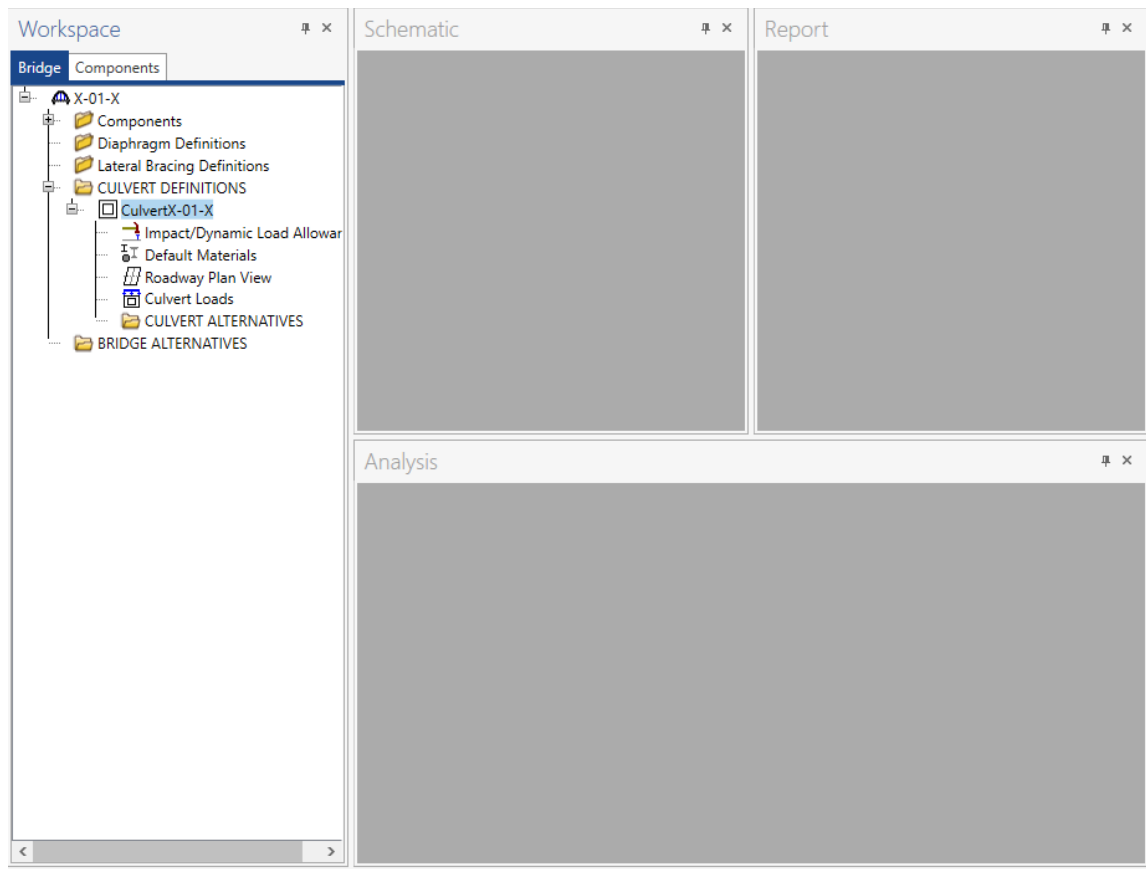 Workspace
Bridge Components
X-01-X
Components
Diaphragm Definitions
Lateral Bracing Definitions
CULVERT DEFINITIONS
CulvertX-01-X
Impact/Dynamic Load Allowar
Default Materials
Roadway Plan View
Culvert Loads
CULVERT ALTERNATIVES
BRIDGE ALTERNATIVES
Schematic
Report
Analysis